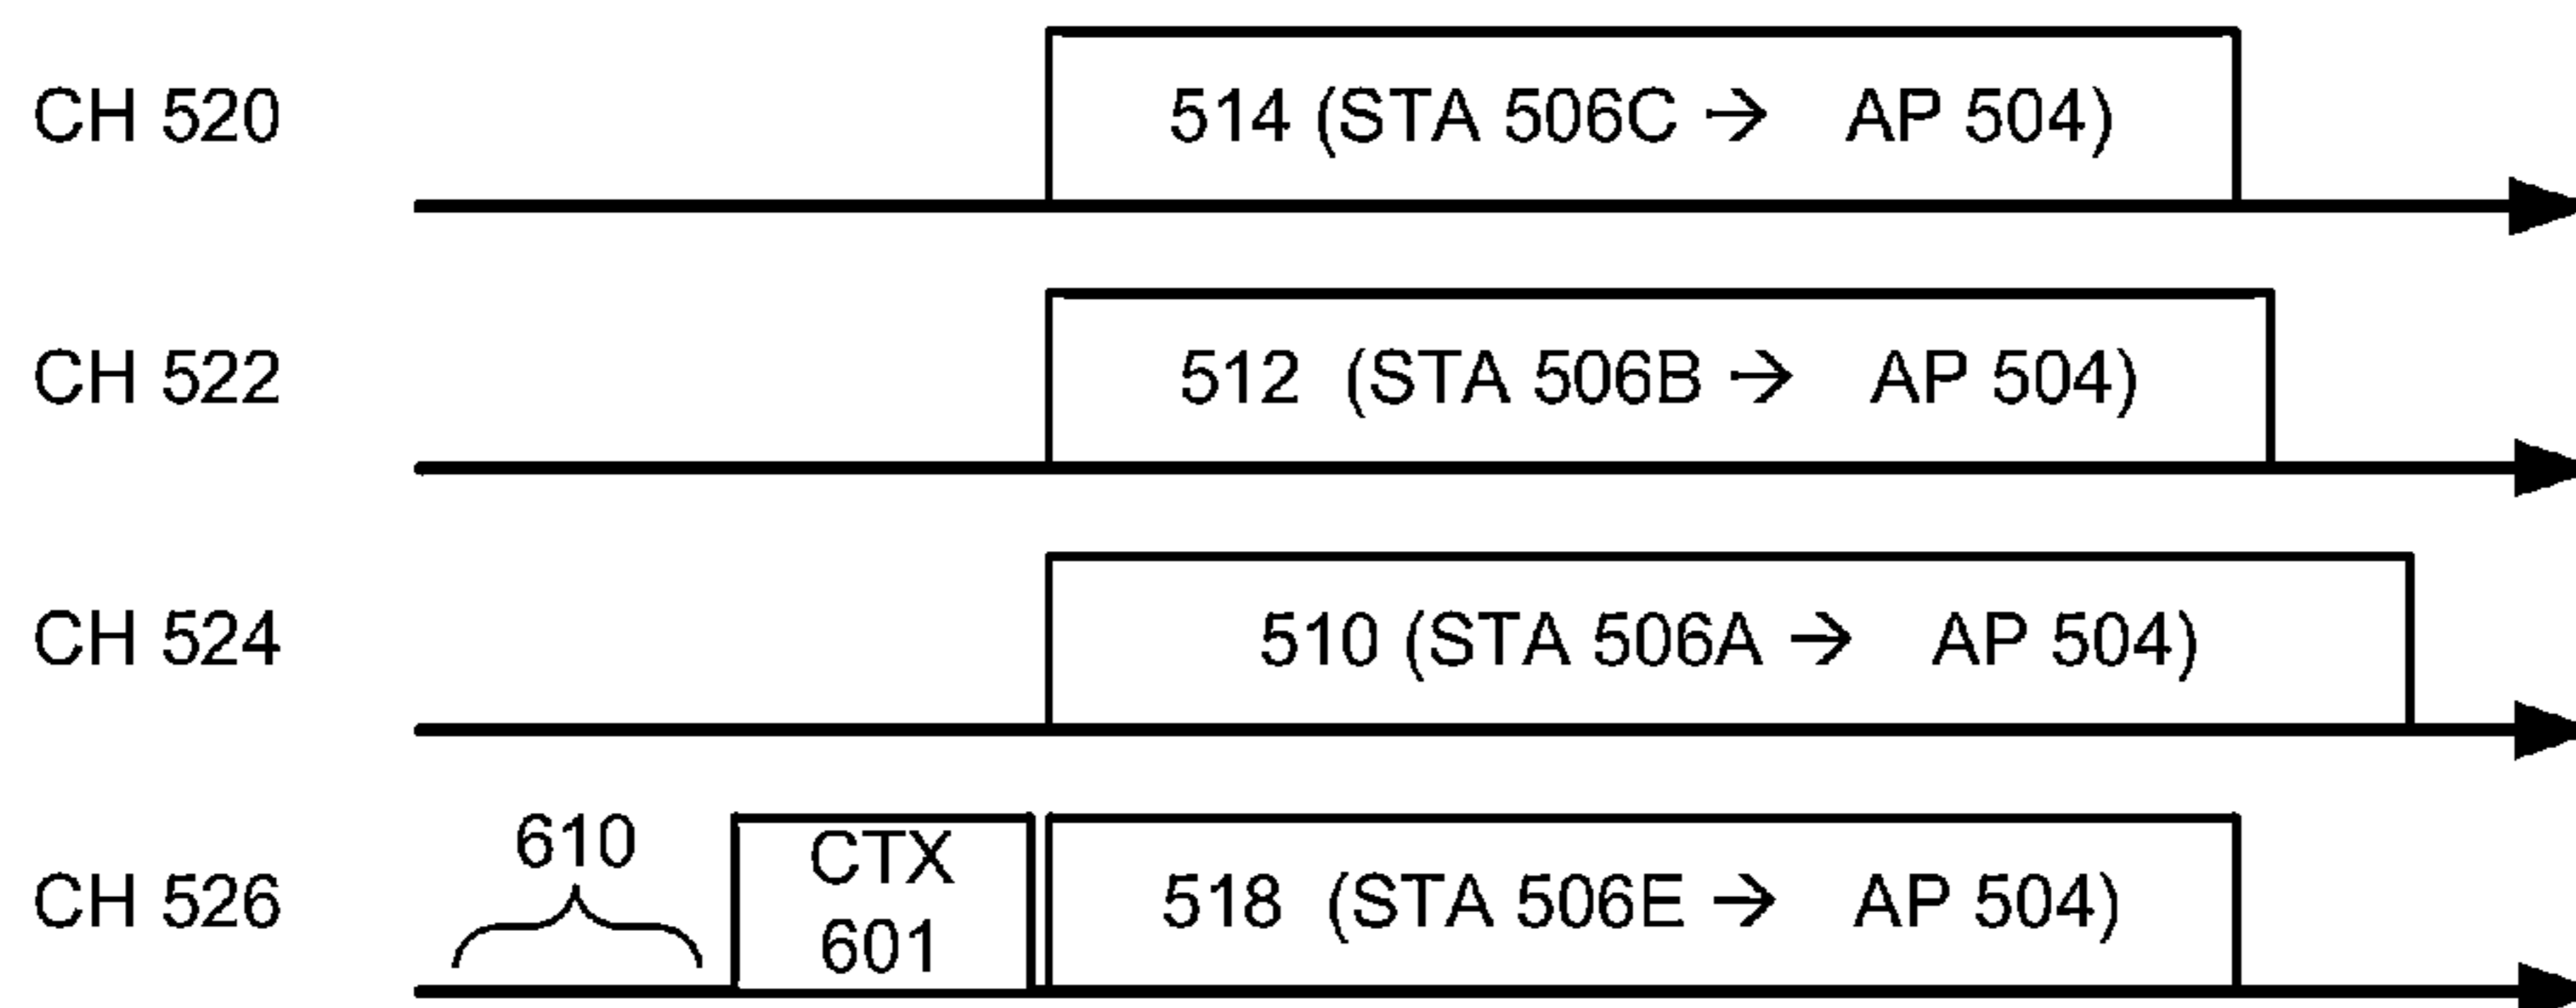 CH 520
514 (STA 506C → AP 504)
CH 522
512 (STA 506B → AP 504)
CH 524
510 (STA 506A → AP 504)
CH 526
610
CTX
601
518 (STA 506E → AP 504)